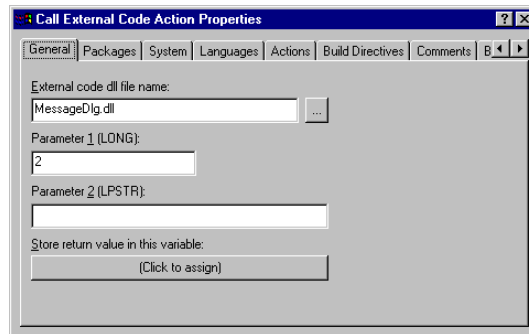 Call External Code Action Properties
General Packages System Languages Actions Build Directives Comments B
External code dll file name:
MessageDlg.dll
...
Parameter 1 (LONG):
2
Parameter 2 (LPSTR):
Store return value in this variable:
(Click to assign)